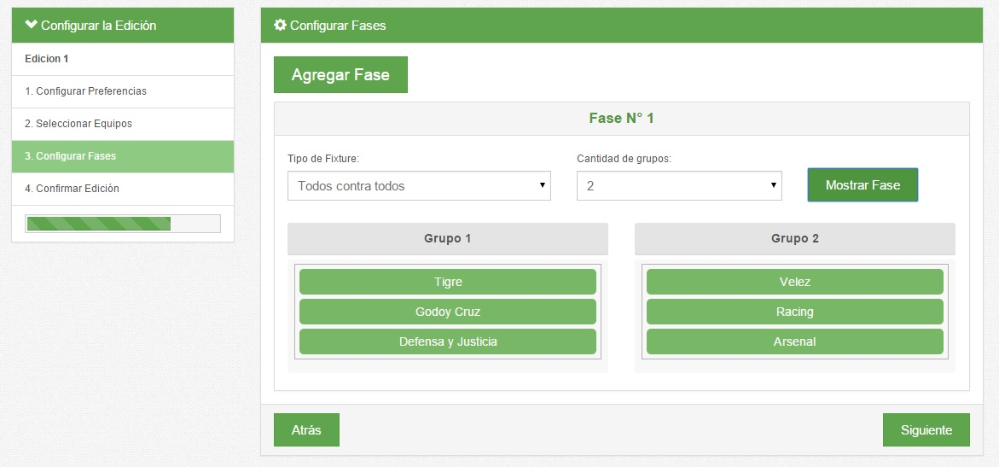 Configurar la Edición
Edicion 1
1. Configurar Preferencias
2. Seleccionar Equipos
3. Configurar Fases
4. Confirmar Edición
Configurar Fases
Agregar Fase
Fase N° 1
Tipo de Fixture:
Todos contra todos
Cantidad de grupos:
2
Mostrar Fase
Grupo 1
Tigre
Godoy Cruz
Defensa y Justicia
Grupo 2
Velez
Racing
Arsenal
Atrás
Siguiente